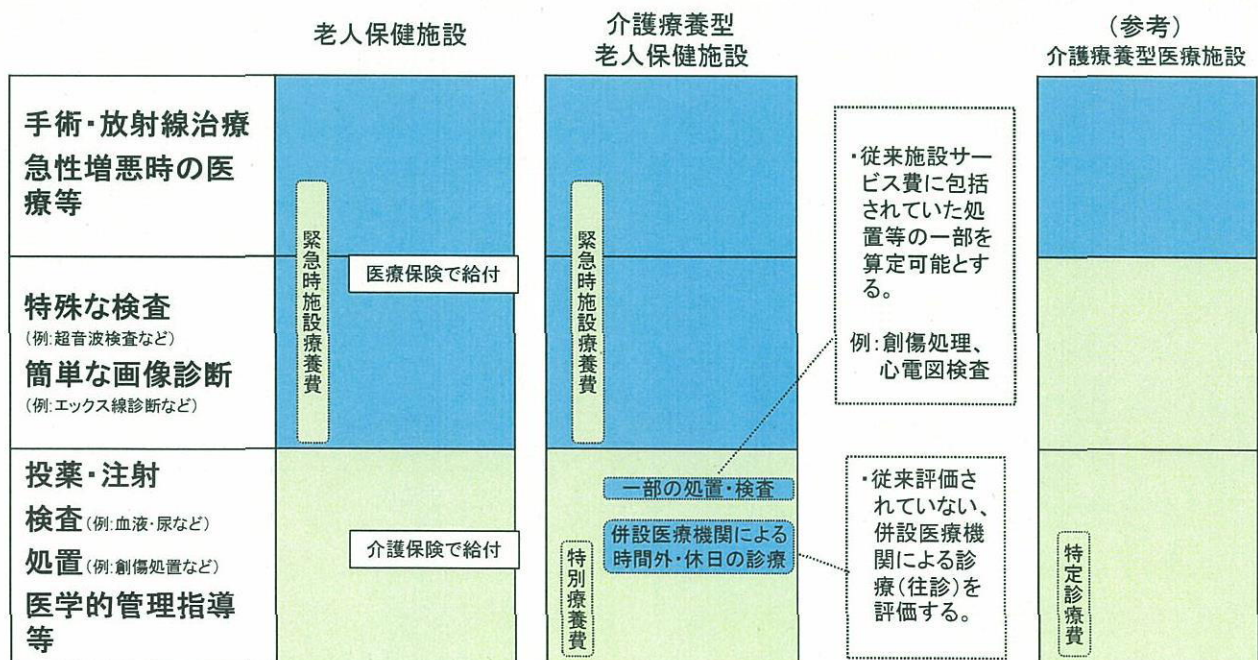 老人保健施設
介護療養型
老人保健施設
(参考)
介護療養型医療施設
手術・放射線治療
急性増悪時の医
療等
特殊な検査
(例:超音波検査など)
簡単な画像診断
(例:エックス線診断など)
投薬・注射
検査(例:血液・尿など)
処置(例:創傷処置など)
医学的管理指導
等
緊急時施設療養費
医療保険で給付
介護保険で給付
緊急時施設療養費
一部の処置・検査
併設医療機関による
時間外・休日の診療
特別療養費
・従来施設サー
ビス費に包括
されていた処
置等の一部を
算定可能とす
る。
例:創傷処理、
心電図検査
・従来評価さ
れていない、
併設医療機
関による診
療(往診)を
評価する。
特定診療費